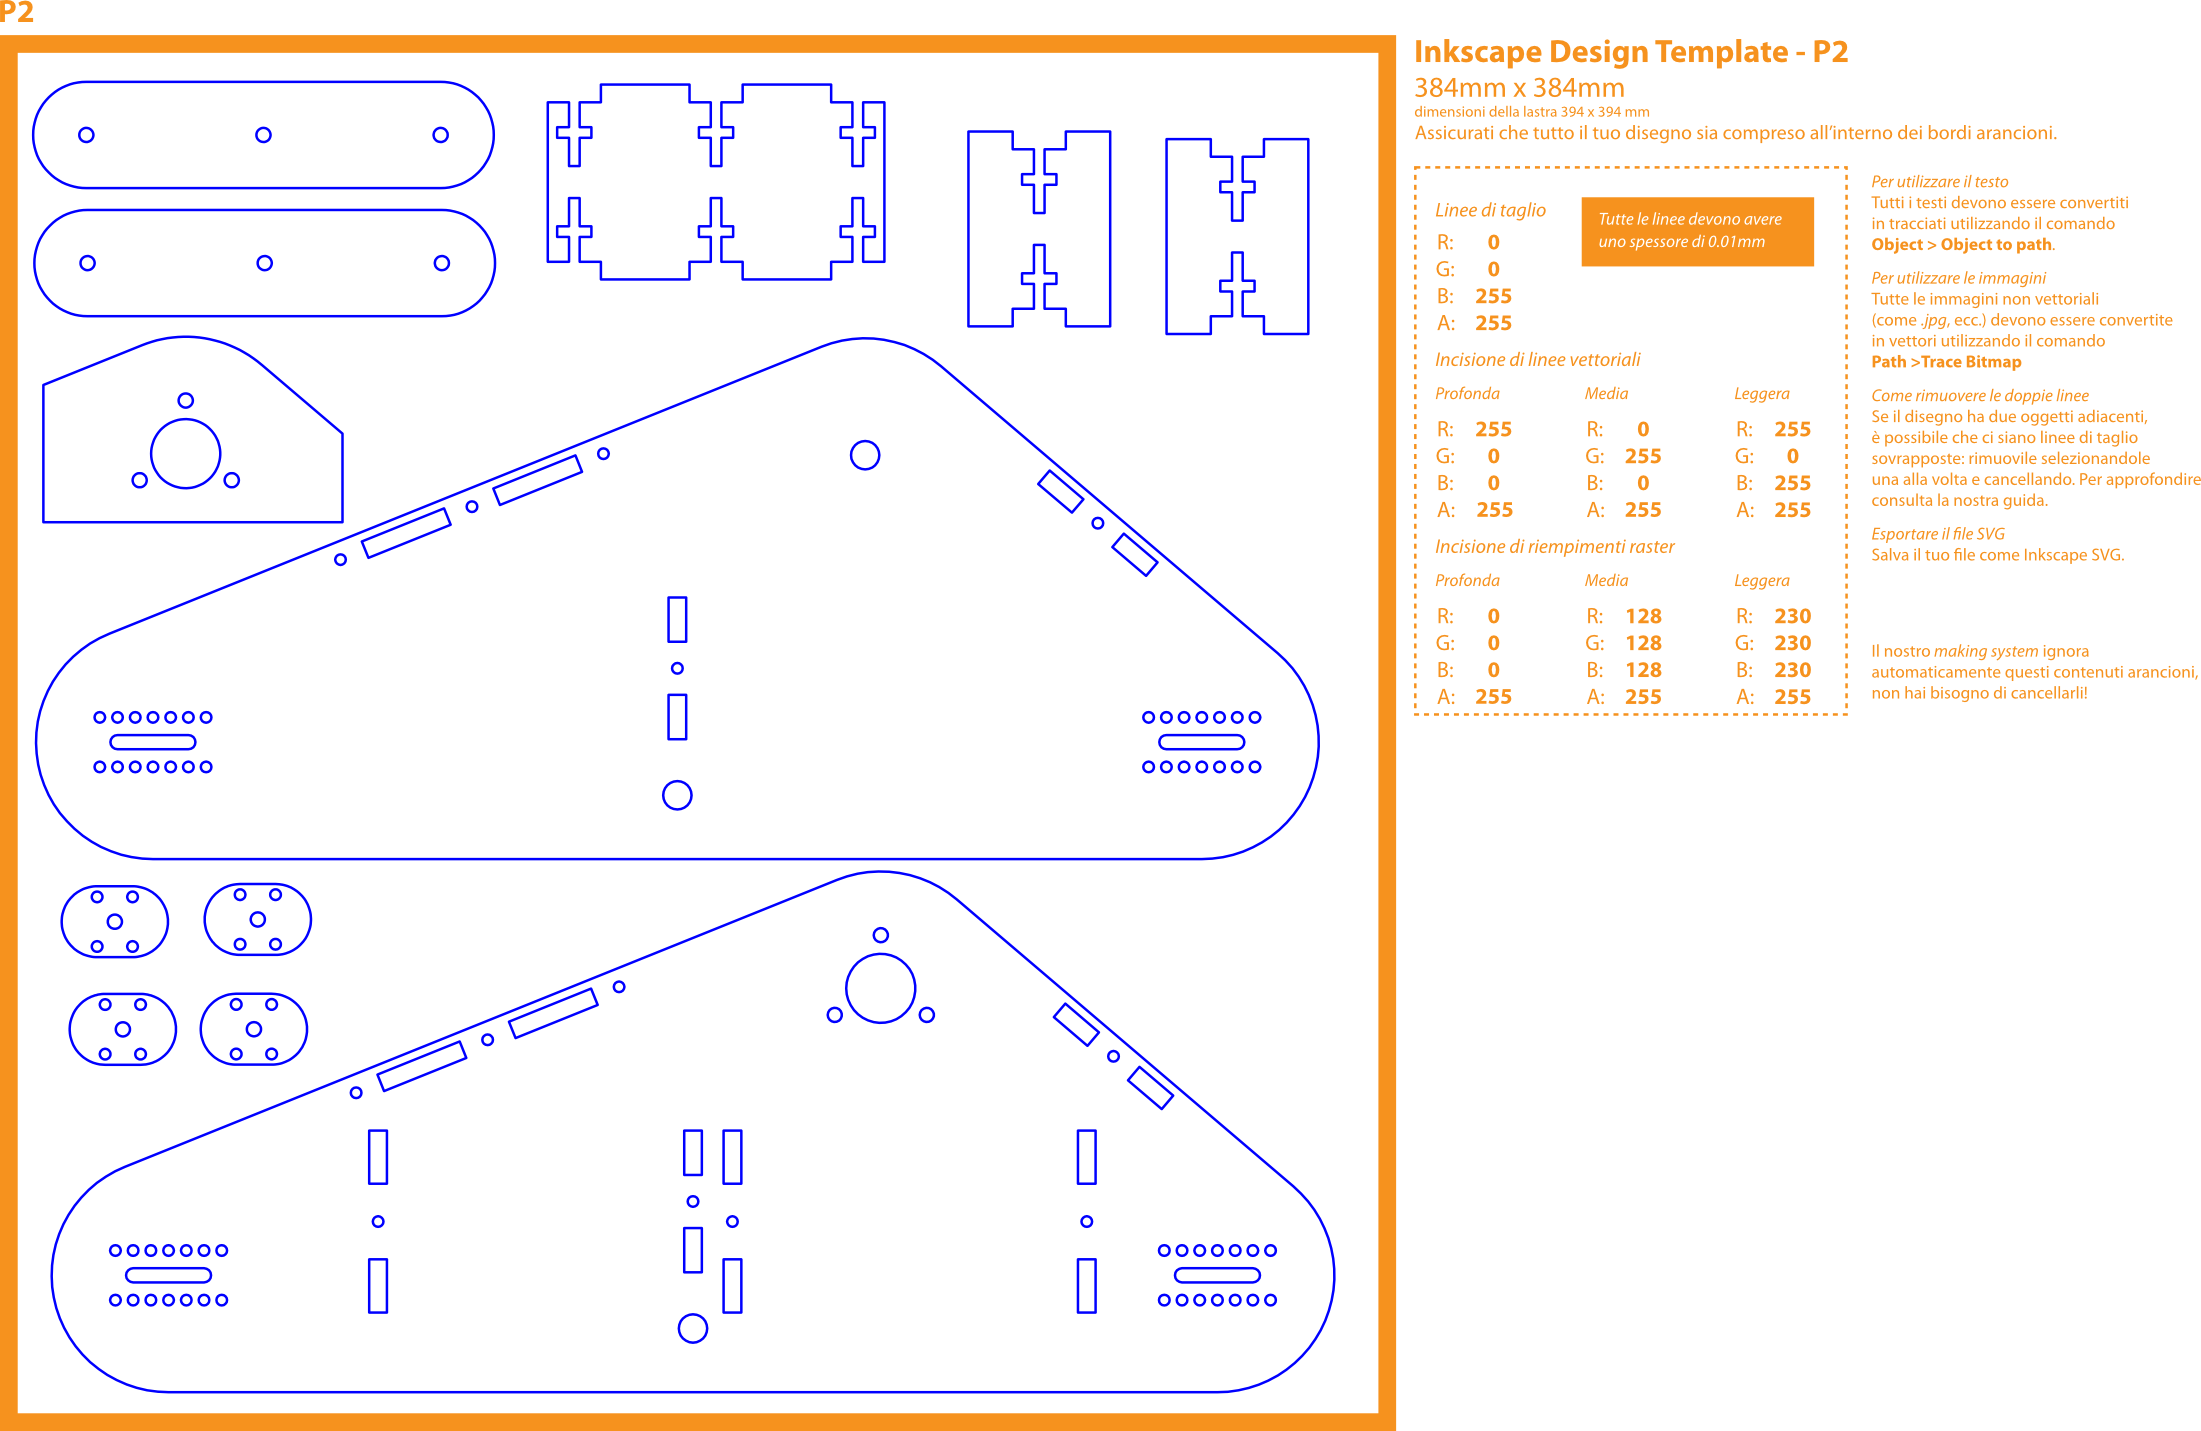 P2
Inkscape Design Template - P2
384mm x 384mm
dimensioni della lastra 394 x 394 mm
Assicurati che tutto il tuo disegno sia compreso all’interno dei bordi arancioni.
Linee di taglio
R: 0
G: 0
B: 255
A: 255
Tutte le linee devono avere
uno spessore di 0.01mm
Incisione di linee vettoriali
Profonda Media Leggera
R: 255 R: 0 R: 255
G: 0 G: 255 G: 0
B: 0 B: 0 B: 255
A: 255 A: 255 A: 255
Incisione di riempimenti raster
Profonda Media Leggera
R: 0 R: 128 R: 230
G: 0 G: 128 G: 230
B: 0 B: 128 B: 230
A: 255 A: 255 A: 255
Per utilizzare il testo
Tutti i testi devono essere convertiti
in tracciati utilizzando il comando
Object > Object to path.
Per utilizzare le immagini
Tutte le immagini non vettoriali
(come .jpg, ecc.) devono essere convertite
in vettori utilizzando il comando
Path >Trace Bitmap
Come rimuovere le doppie linee
Se il disegno ha due oggetti adiacenti,
è possibile che ci siano linee di taglio
sovrapposte: rimuovile selezionandole
una alla volta e cancellando. Per approfondire
consulta la nostra guida.
Esportare il file SVG
Salva il tuo file come Inkscape SVG.
Il nostro making system ignora
automaticamente questi contenuti arancioni,
non hai bisogno di cancellarli!